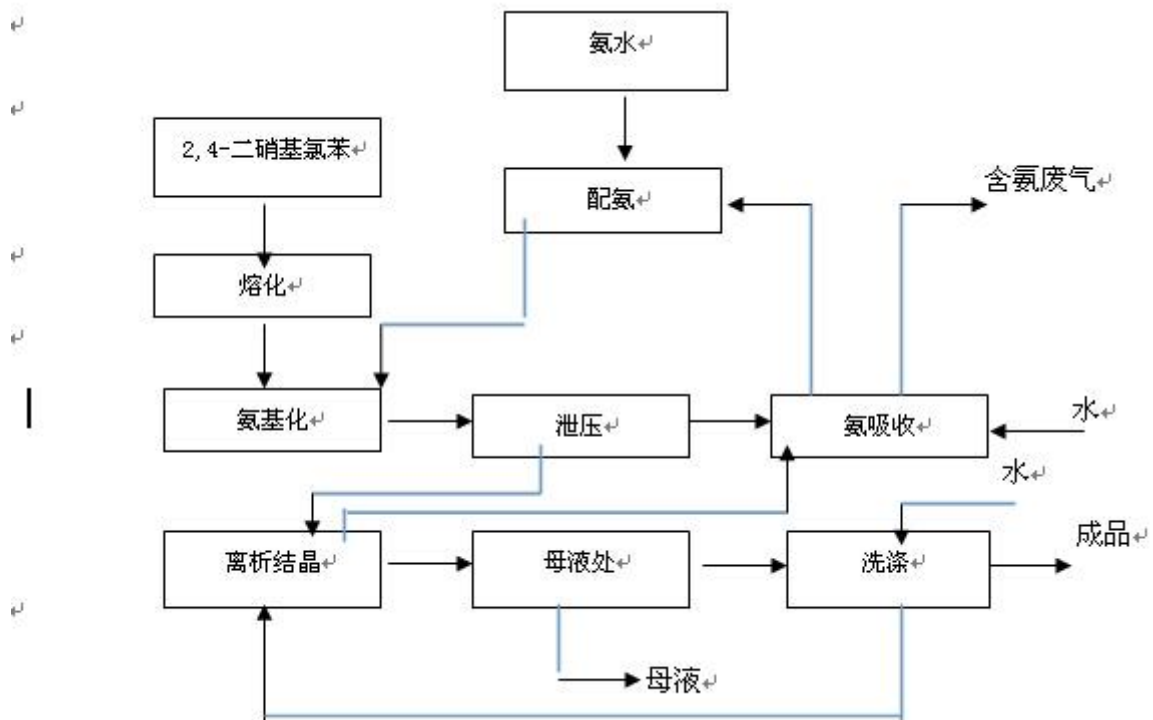 氨水
2,4-二硝基氯苯
配氨
含氨废气
熔化
氨基化
泄压
氨吸收
水
水
离析结晶
母液处
洗涤
成品
母液